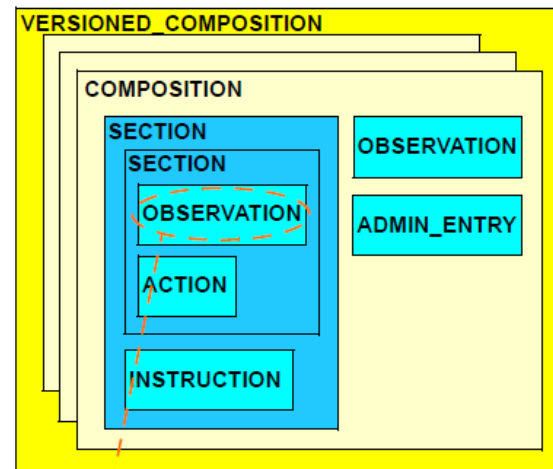 VERSIONED_COMPOSITION
COMPOSITION
SECTION
SECTION
OBSERVATION
ACTION
INSTRUCTION
OBSERVATION
ADMIN_ENTRY